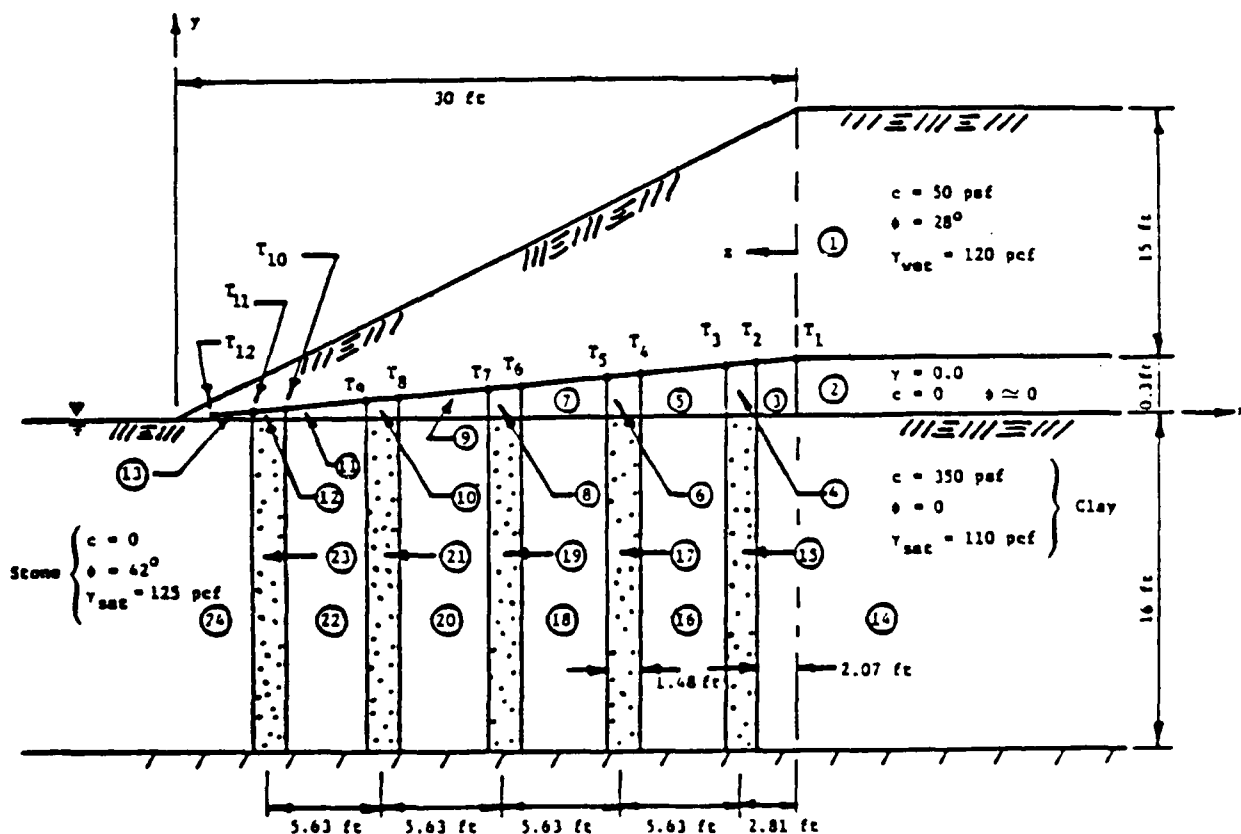 y
30 ft
c = 50 psf
ϕ = 28°
γwet = 120 pcf
15 ft
z
1
T10
T11
T12
T9
T8
T7
T6
T5
T4
T3
T2
T1
7
5
3
2
γ = 0.0
c = 0 ϕ ≃ 0
0.3ft
9
13
11
12
10
8
6
4
c = 350 psf
ϕ = 0
γsat = 110 pcf
Clay
Stone
c = 0
ϕ = 42°
γsat = 125 pcf
23
21
19
17
15
24
22
20
18
16
14
16 ft
1.48 ft
2.07 ft
5.63 ft
5.63 ft
5.63 ft
5.63 ft
2.81 ft